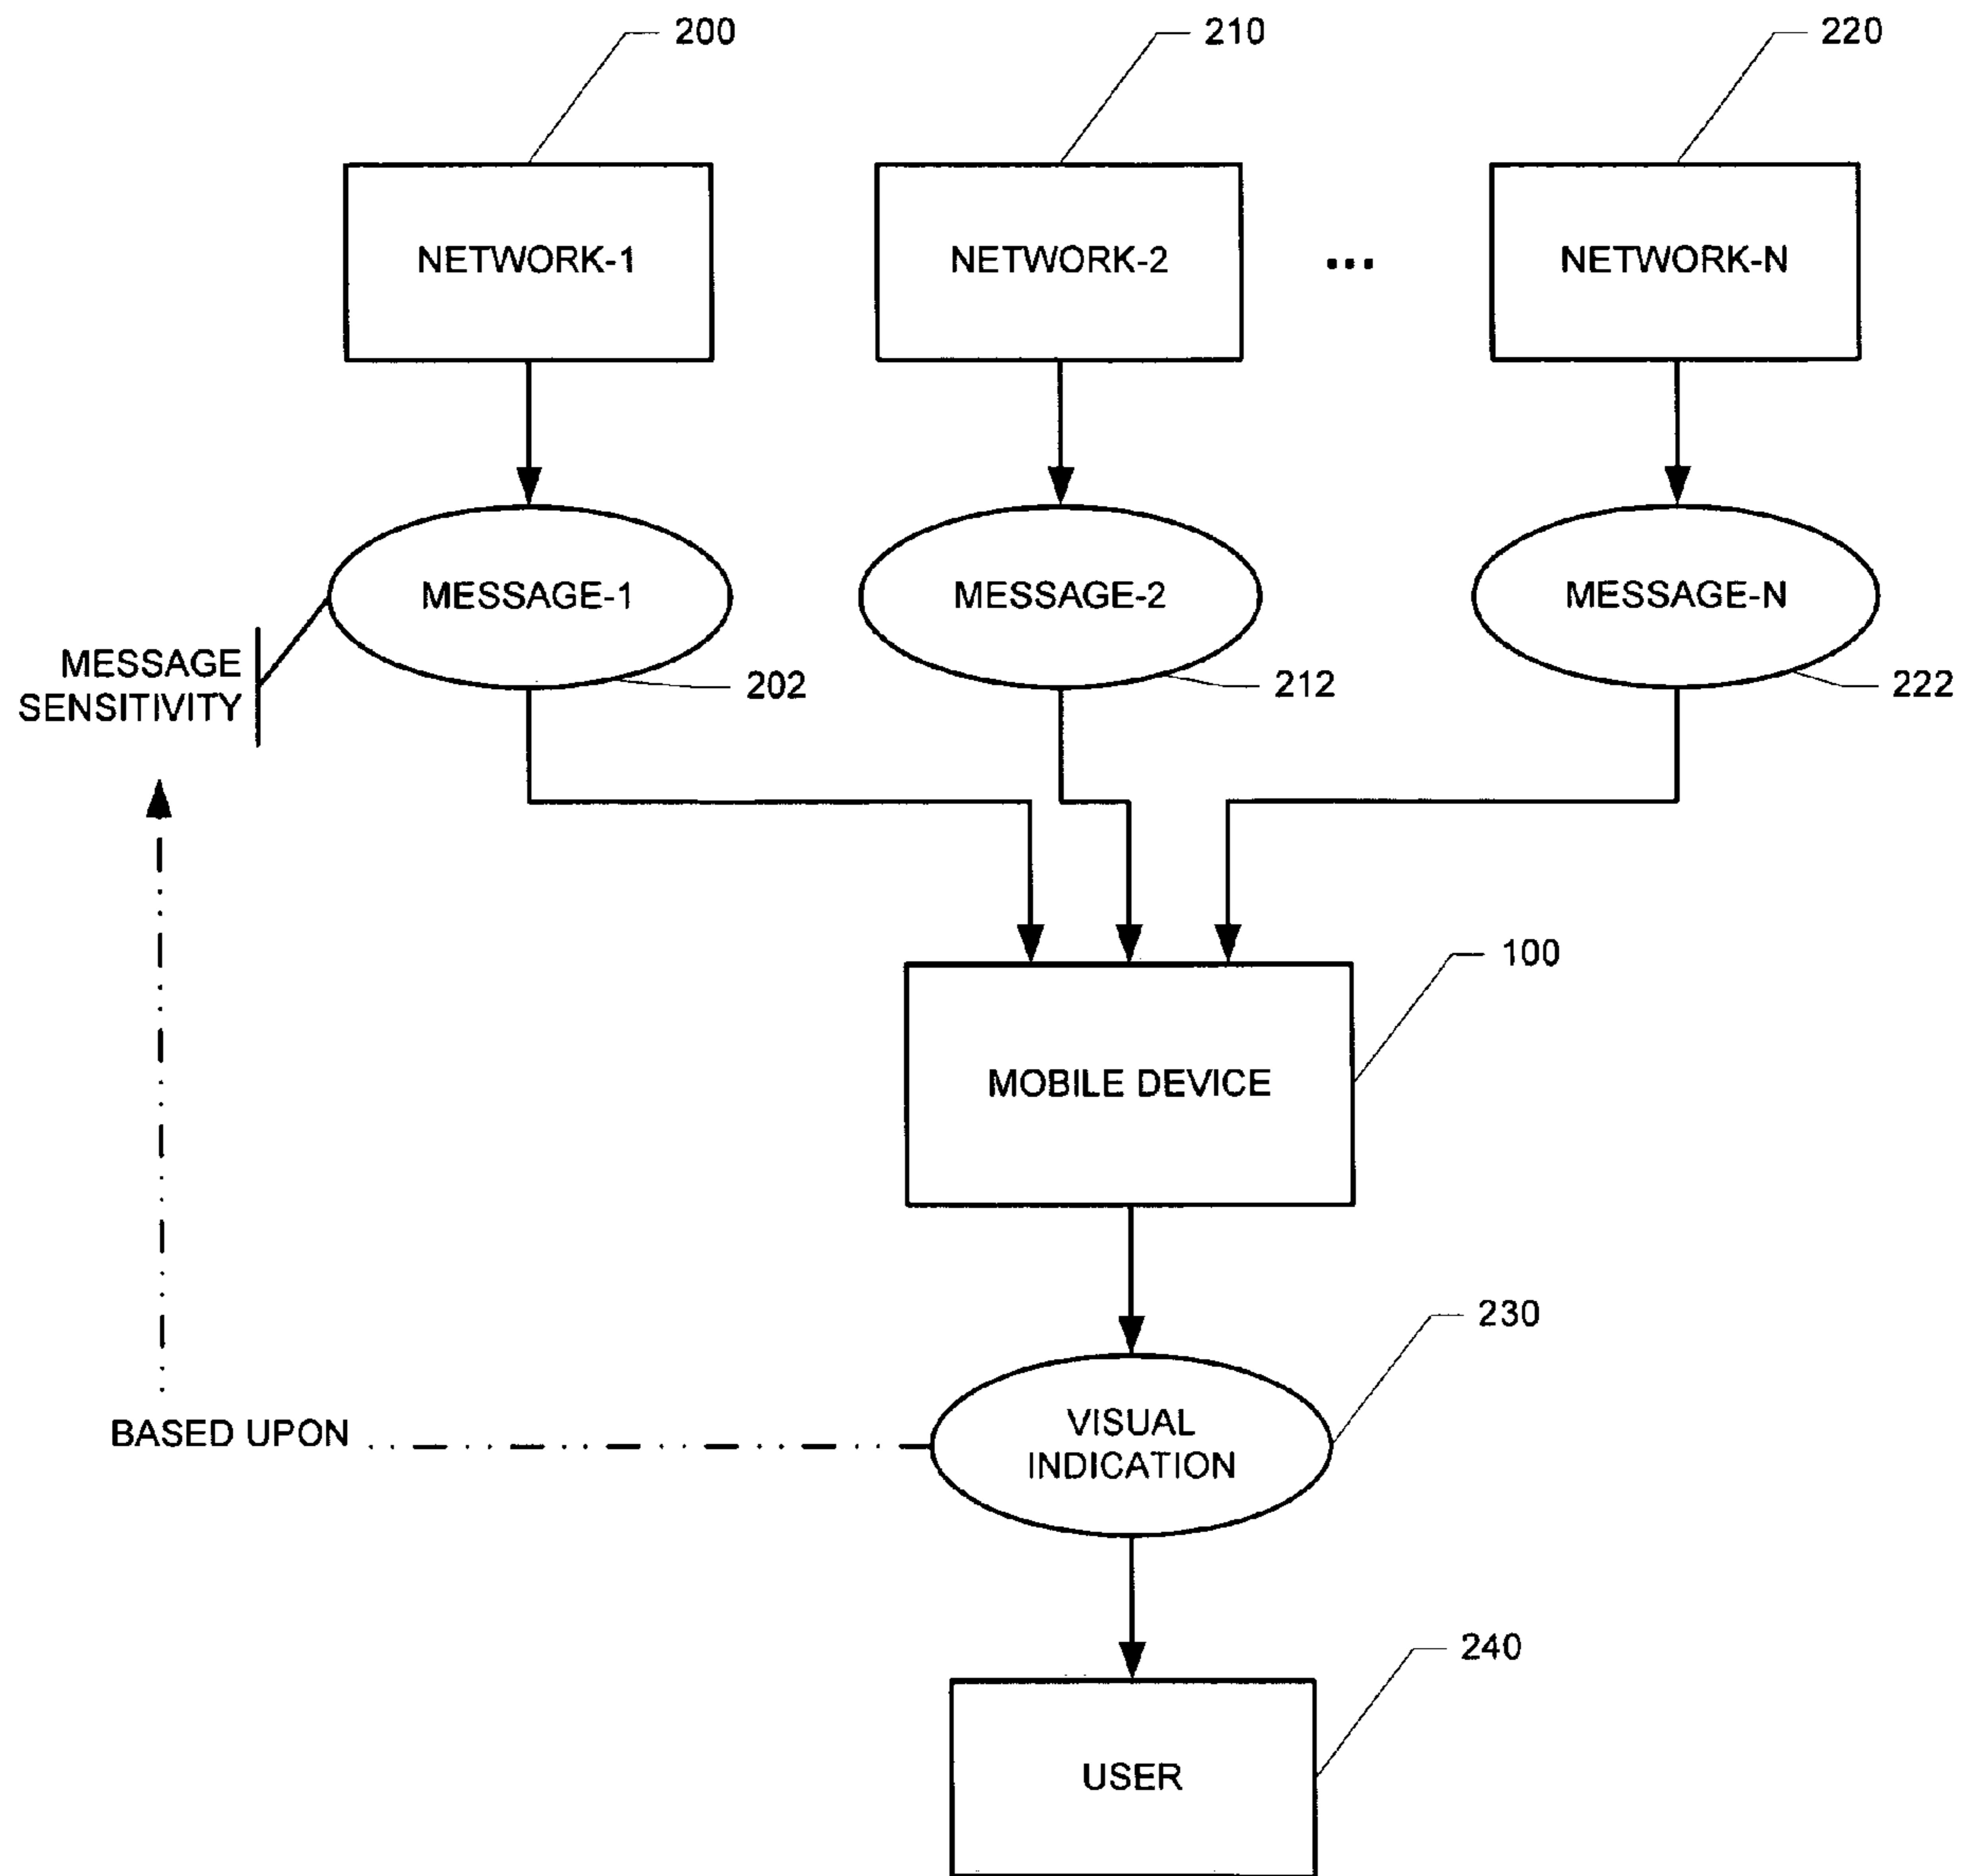 200
210
220
NETWORK-1
NETWORK-2
...
NETWORK-N
MESSAGE-1
MESSAGE-2
MESSAGE-N
MESSAGE
SENSITIVITY
202
212
222
100
MOBILE DEVICE
230
VISUAL
INDICATION
BASED UPON
240
USER